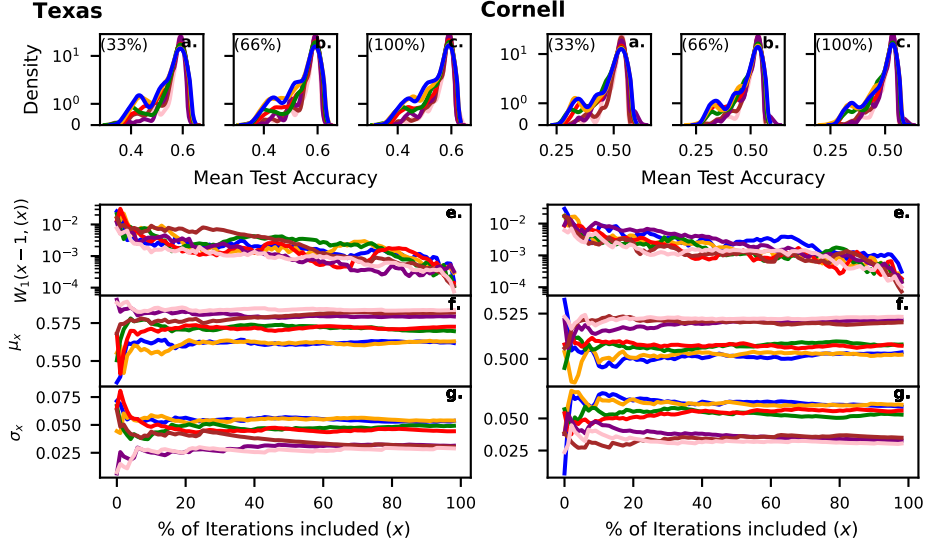 Texas
Cornell
Density
10¹
10⁰
0
(33%)
a.
(66%)
b.
(100%)
c.
0.4
0.6
0.4
0.6
0.4
0.6
Mean Test Accuracy
10¹
10⁰
0
(33%)
a.
(66%)
b.
(100%)
c.
0.25
0.50
0.25
0.50
0.25
0.50
Mean Test Accuracy
W₁(x − 1, (x))
10⁻²
10⁻³
10⁻⁴
e.
μₓ
0.575
0.550
f.
σₓ
0.075
0.050
0.025
g.
0
20
40
60
80
100
% of Iterations included (x)
10⁻²
10⁻³
10⁻⁴
e.
0.525
0.500
f.
0.050
0.025
g.
0
20
40
60
80
100
% of Iterations included (x)